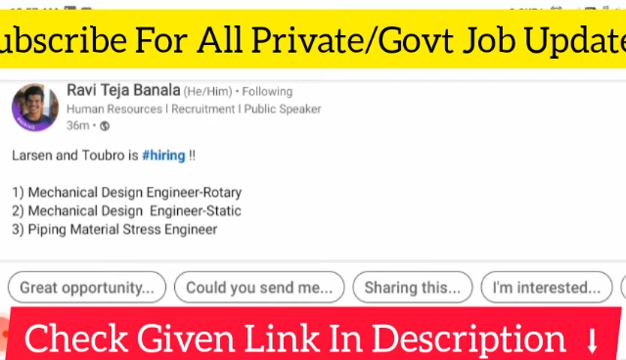 ubscribe For All Private/Govt Job Update
Ravi Teja Banala (He/Him) • Following
Human Resources I Recruitment I Public Speaker
36m •
Larsen and Toubro is #hiring !!
1) Mechanical Design Engineer-Rotary
2) Mechanical Design Engineer-Static
3) Piping Material Stress Engineer
Great opportunity... Could you send me... Sharing this... I'm interested...
Check Given Link In Description ↓